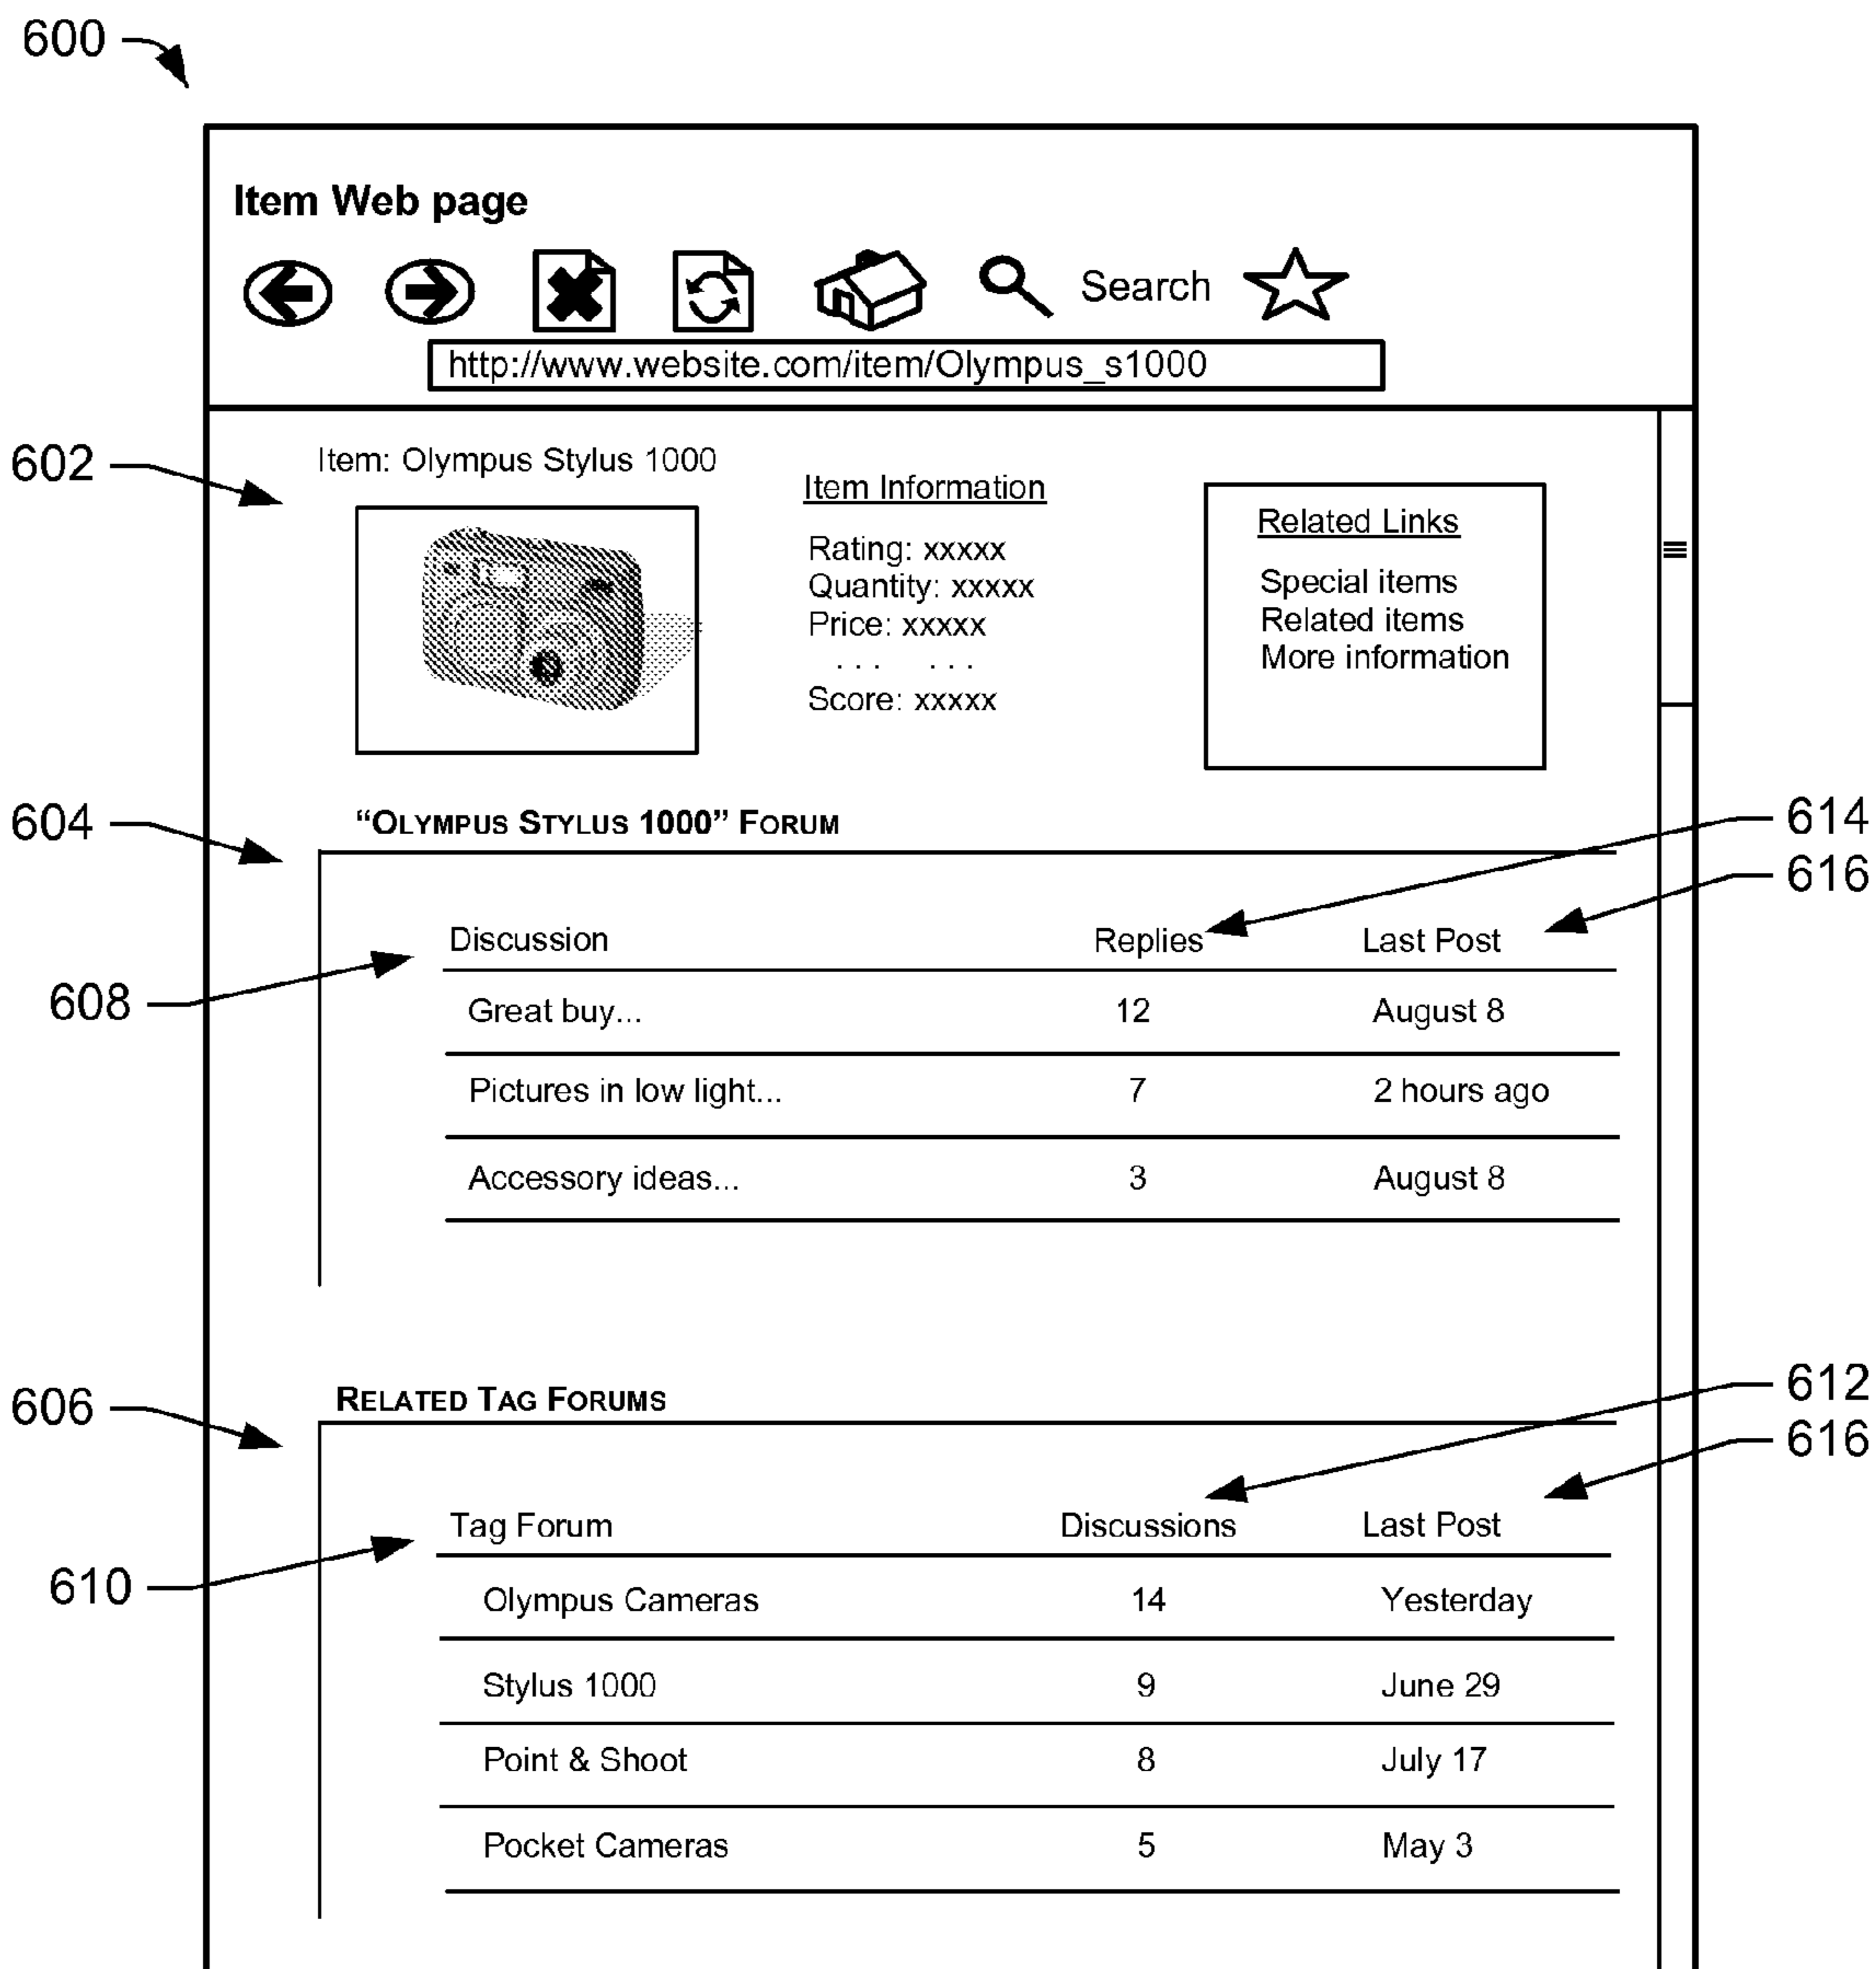 600
Item Web page
Search
http://www.website.com/item/Olympus_s1000
602
Item: Olympus Stylus 1000
Item Information
Rating: xxxxx
Quantity: xxxxx
Price: xxxxx
. . . . . .
Score: xxxxx
Related Links
Special items
Related items
More information
604
“OLYMPUS STYLUS 1000” FORUM
614
616
608
Discussion Replies Last Post
Great buy... 12 August 8
Pictures in low light... 7 2 hours ago
Accessory ideas... 3 August 8
606
RELATED TAG FORUMS
612
616
610
Tag Forum Discussions Last Post
Olympus Cameras 14 Yesterday
Stylus 1000 9 June 29
Point & Shoot 8 July 17
Pocket Cameras 5 May 3